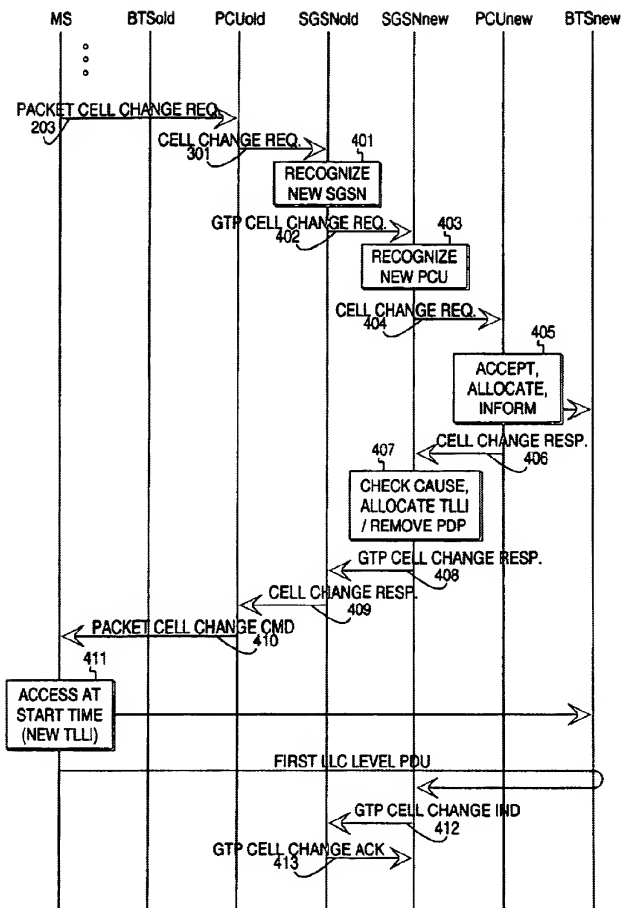 MS BTSold PCUold SGSNold SGSNnew PCUnew BTSnew
PACKET CELL CHANGE REQ.
203
CELL CHANGE REQ.
301
401
RECOGNIZE
NEW SGSN
GTP CELL CHANGE REQ.
402
403
RECOGNIZE
NEW PCU
CELL CHANGE REQ.
404
405
ACCEPT,
ALLOCATE,
INFORM
CELL CHANGE RESP.
406
407
CHECK CAUSE,
ALLOCATE TLLI
/ REMOVE PDP
GTP CELL CHANGE RESP.
408
CELL CHANGE RESP.
409
PACKET CELL CHANGE CMD
410
411
ACCESS AT
START TIME
(NEW TLLI)
FIRST LLC LEVEL PDU
GTP CELL CHANGE IND
412
GTP CELL CHANGE ACK
413